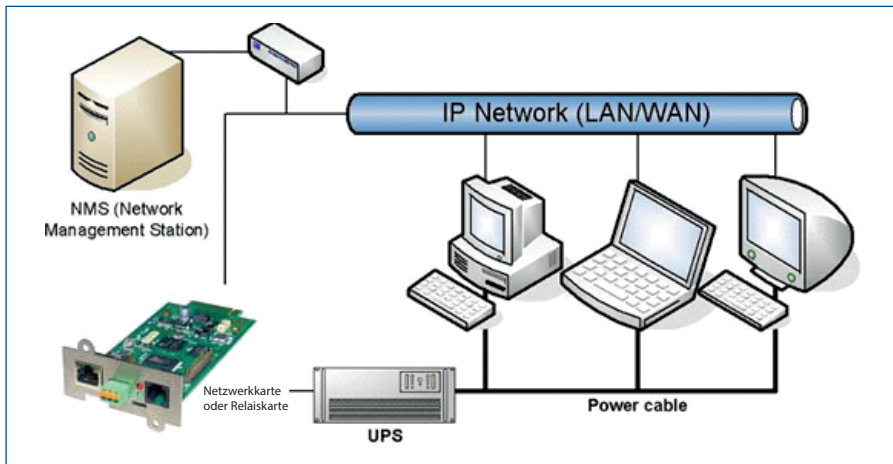 IP Network (LAN/WAN)
NMS (Network
Management Station)
Netzwerkkarte
oder Relaiskarte
UPS
Power cable